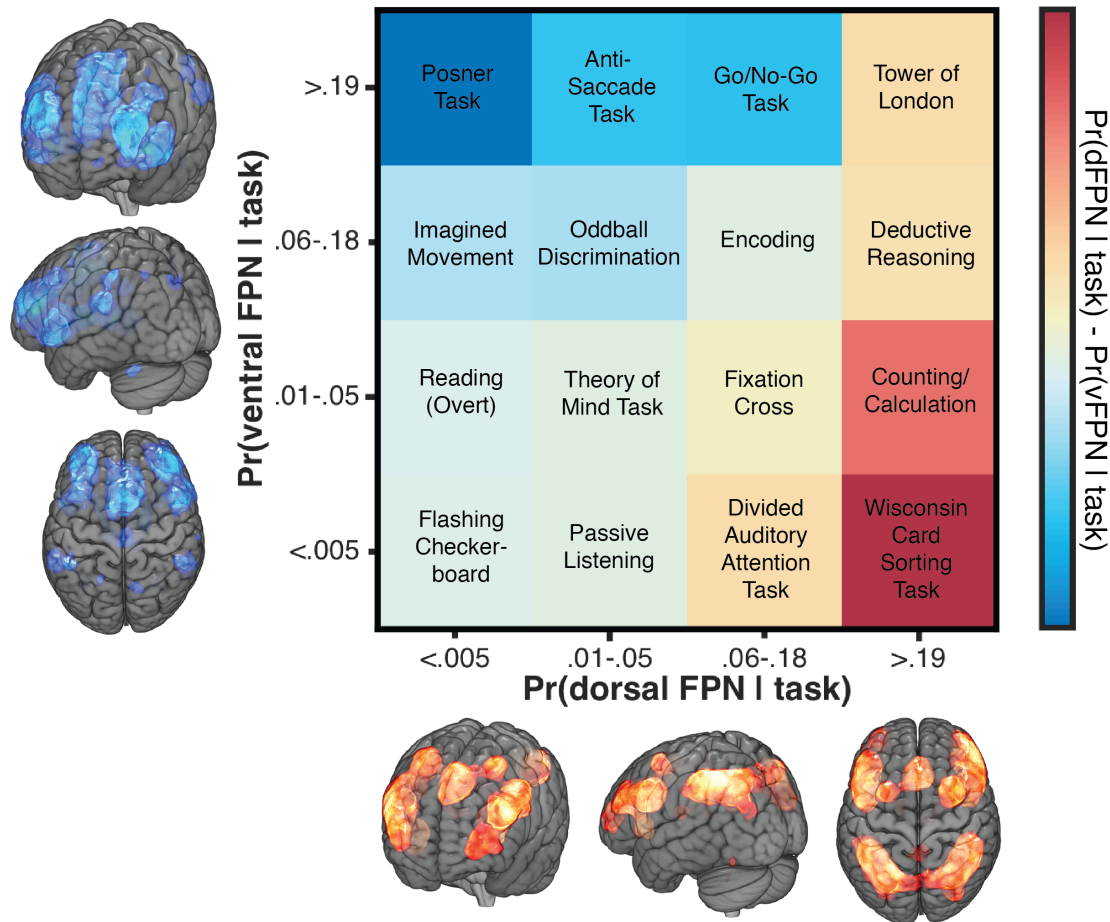 >.19
Posner
Task
Anti-
Saccade
Task
Go/No-Go
Task
Tower of
London
.06-.18
Imagined
Movement
Oddball
Discrimination
Encoding
Deductive
Reasoning
.01-.05
Reading
(Overt)
Theory of
Mind Task
Fixation
Cross
Counting/
Calculation
<.005
Flashing
Checker-
board
Passive
Listening
Divided
Auditory
Attention
Task
Wisconsin
Card
Sorting
Task
Pr(ventral FPN | task)
<.005
.01-.05
.06-.18
>.19
Pr(dorsal FPN | task)
Pr(dFPN | task) - Pr(vFPN | task)